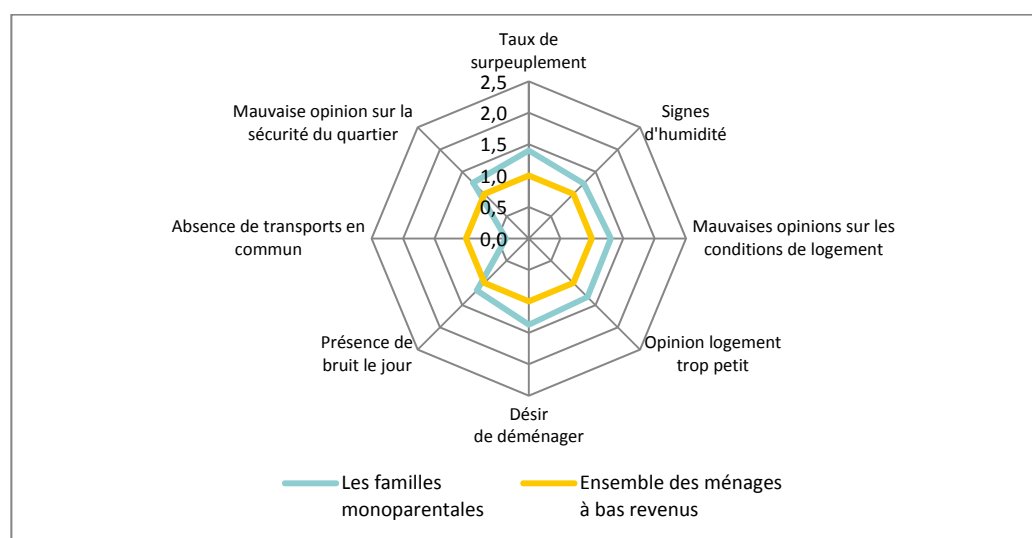 Taux de
surpeuplement
2,5
2,0
1,5
1,0
0,5
0,0
Signes
d'humidité
Mauvaises opinions sur les
conditions de logement
Opinion logement
trop petit
Désir
de déménager
Présence de
bruit le jour
Absence de transports en
commun
Mauvaise opinion sur la
sécurité du quartier
Les familles
monoparentales
Ensemble des ménages
à bas revenus